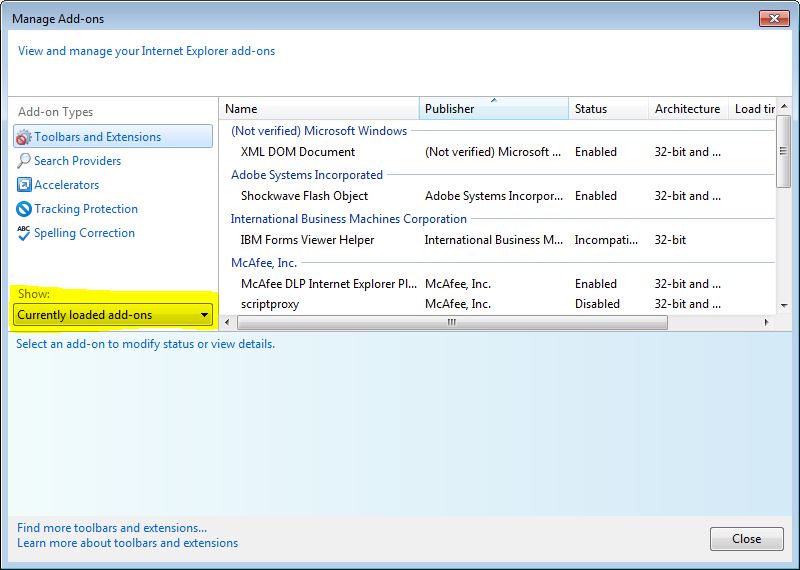 Manage Add-ons
View and manage your Internet Explorer add-ons
Add-on Types
Toolbars and Extensions
Search Providers
Accelerators
Tracking Protection
ABC
Spelling Correction
Show:
Currently loaded add-ons
Name Publisher Status Architecture Load tir
(Not verified) Microsoft Windows
XML DOM Document (Not verified) Microsoft ... Enabled 32-bit and ...
Adobe Systems Incorporated
Shockwave Flash Object Adobe Systems Incorpor... Enabled 32-bit and ...
International Business Machines Corporation
IBM Forms Viewer Helper International Business M... Incompati... 32-bit
McAfee, Inc.
McAfee DLP Internet Explorer Pl... McAfee, Inc. Enabled 32-bit and ...
scriptproxy McAfee, Inc. Disabled 32-bit and ...
Select an add-on to modify status or view details.
Find more toolbars and extensions...
Learn more about toolbars and extensions
Close